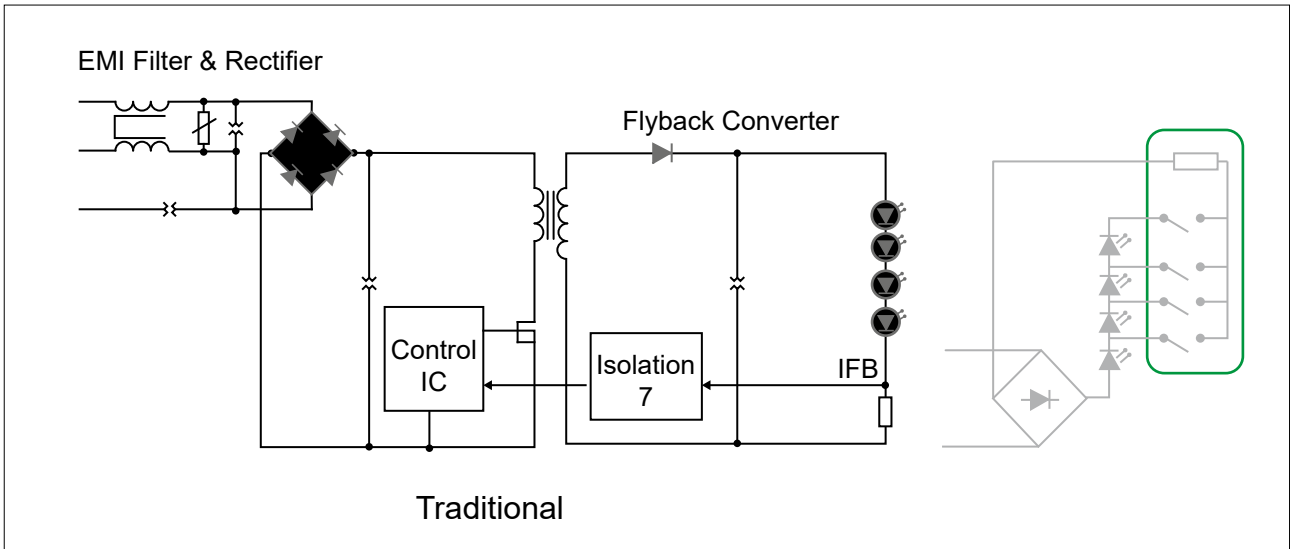 EMI Filter & Rectifier
Flyback Converter
Control
IC
Isolation
7
IFB
Traditional